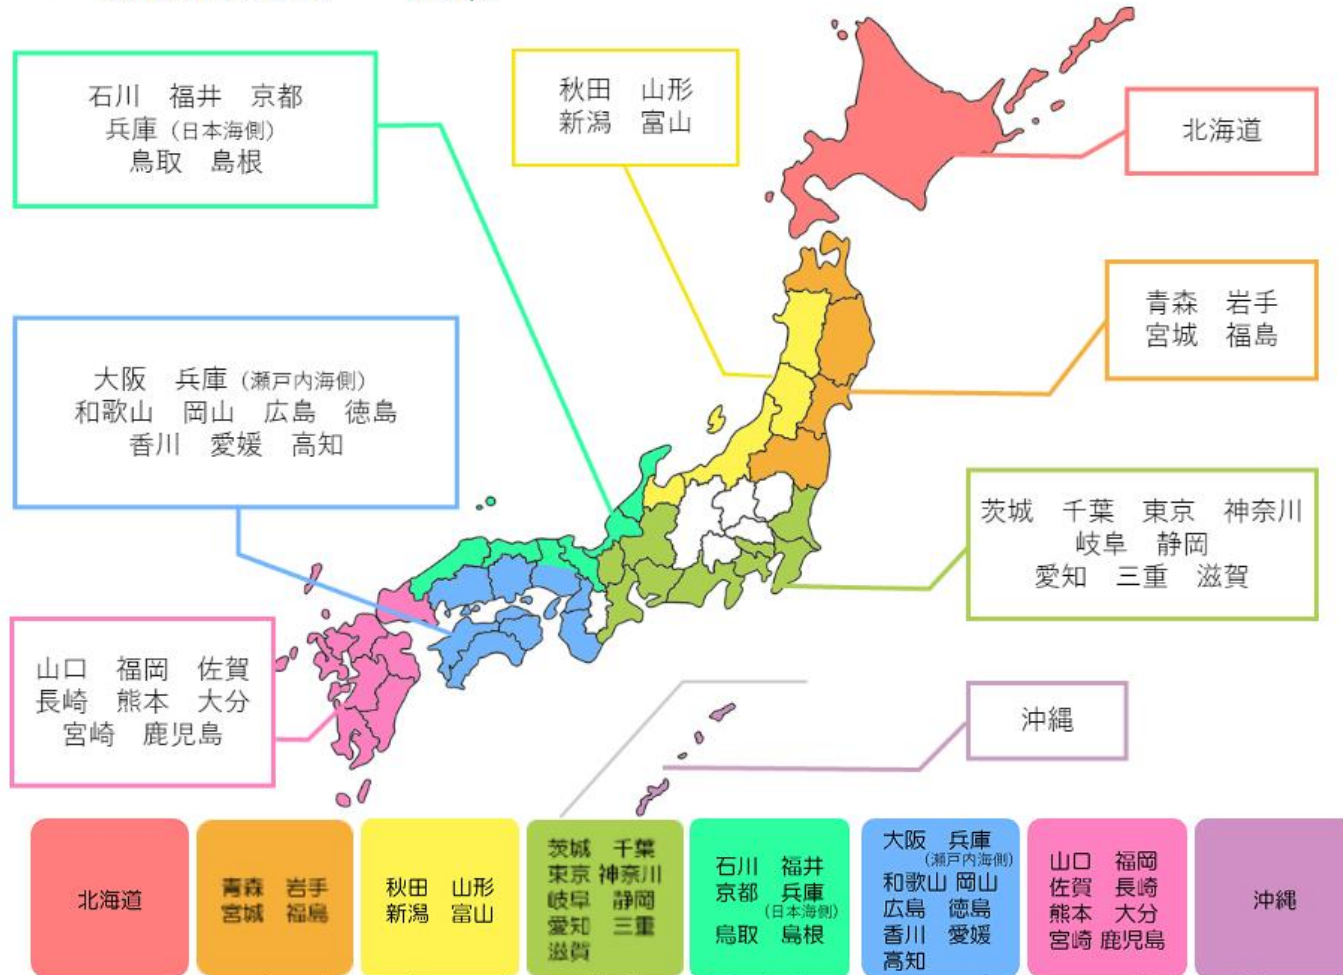 石川 福井 京都
兵庫（日本海側）
鳥取 島根
秋田 山形
新潟 富山
北海道
青森 岩手
宮城 福島
大阪 兵庫（瀬戸内海側）
和歌山 岡山 広島 徳島
香川 愛媛 高知
茨城 千葉 東京 神奈川
岐阜 静岡
愛知 三重 滋賀
山口 福岡 佐賀
長崎 熊本 大分
宮崎 鹿児島
沖縄
北海道
青森 岩手
宮城 福島
秋田 山形
新潟 富山
茨城 千葉
東京 神奈川
岐阜 静岡
愛知 三重
滋賀
石川 福井
京都 兵庫
(日本海側)
鳥取 島根
大阪 兵庫
(瀬戸内海側)
和歌山 岡山
広島 徳島
香川 愛媛
高知
山口 福岡
佐賀 長崎
熊本 大分
宮崎 鹿児島
沖縄